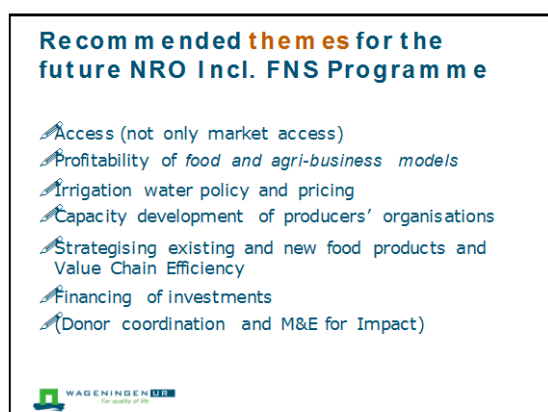 Recommended themes for the
future NRO Incl. FNS Programme
Access (not only market access)
Profitability of food and agri-business models
Irrigation water policy and pricing
Capacity development of producers' organisations
Strategising existing and new food products and
Value Chain Efficiency
Financing of investments
(Donor coordination and M&E for Impact)
WAGENINGEN UR
For quality of life